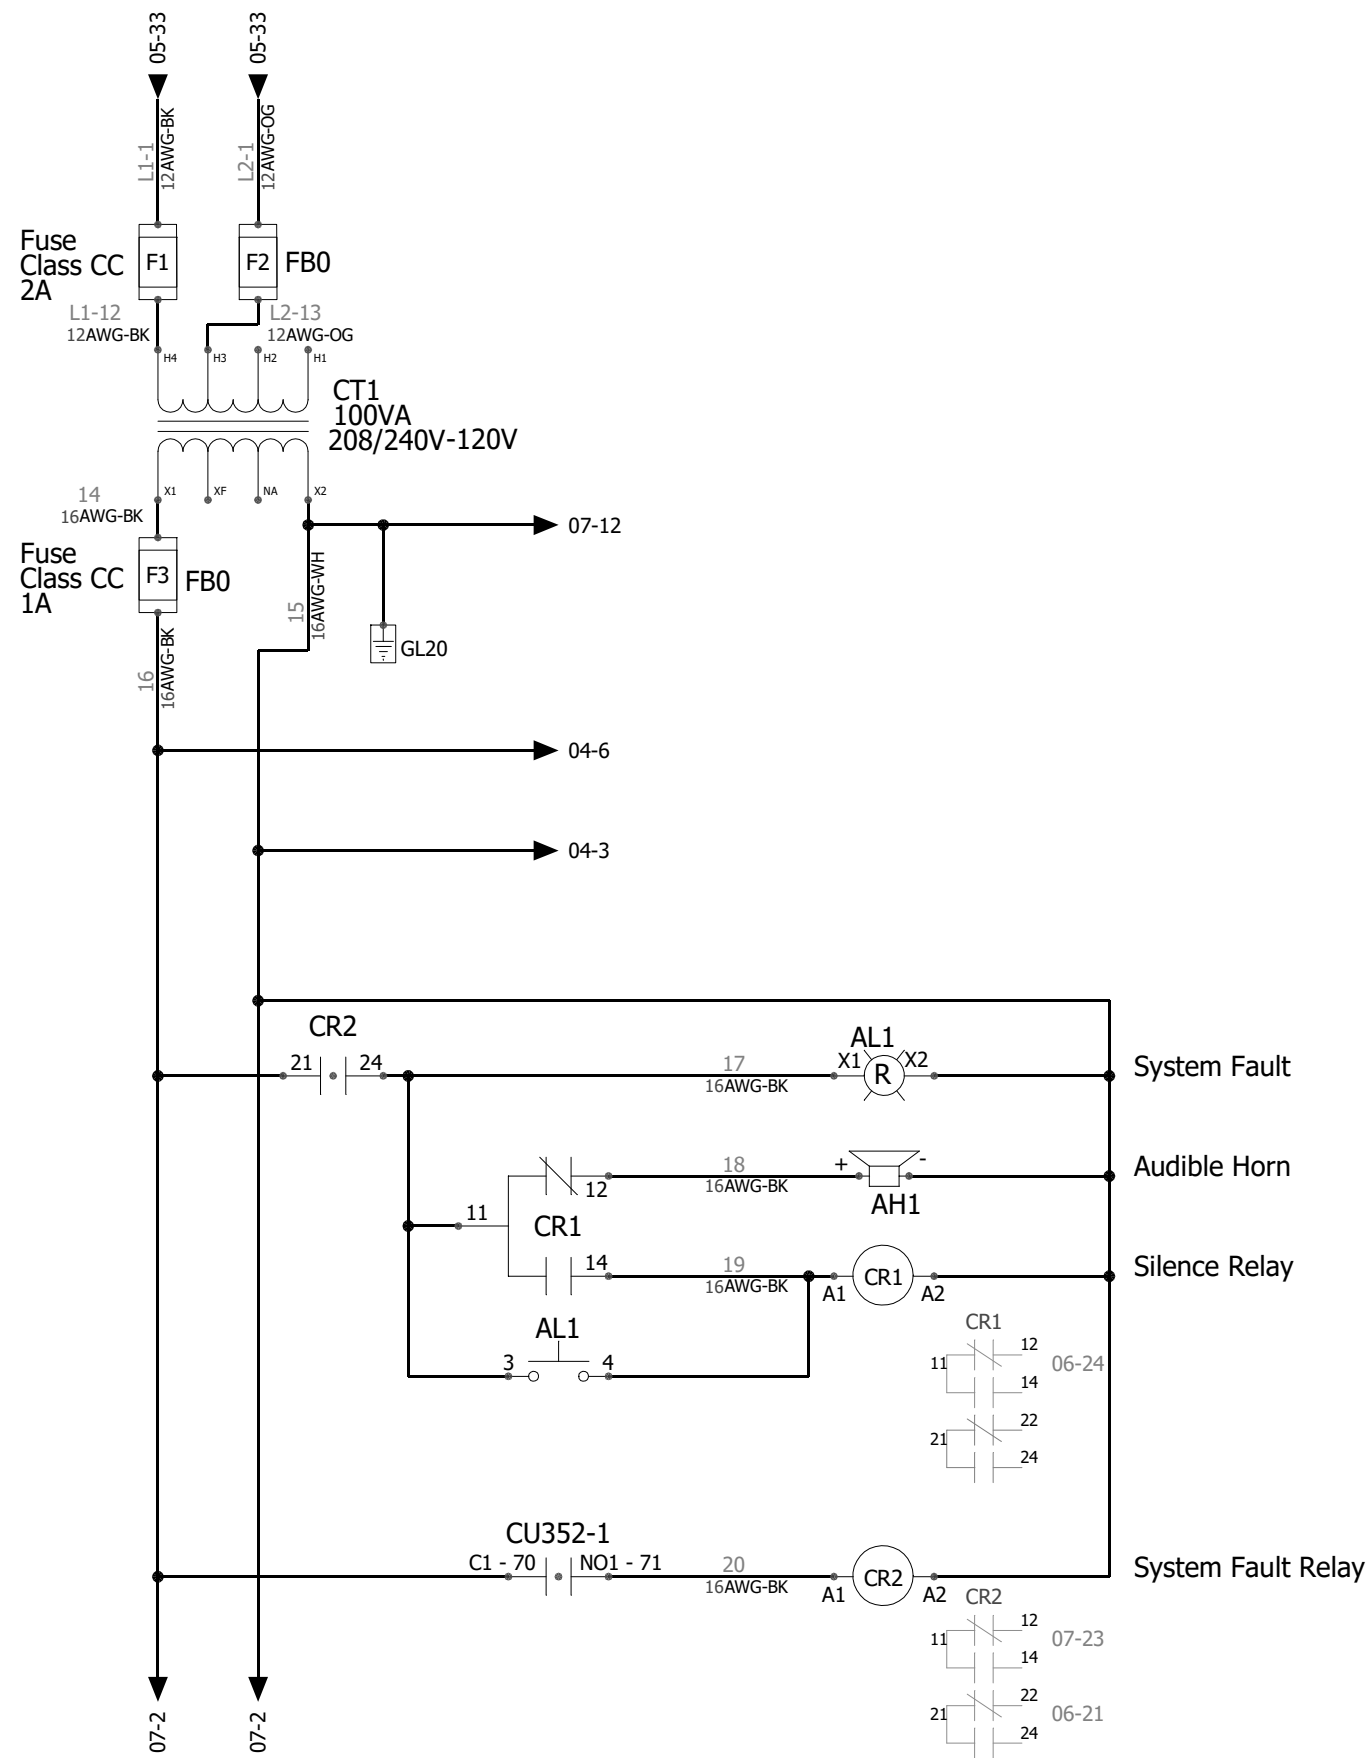 05-33
05-33
L1-1
12AWG-BK
L2-1
12AWG-OG
Fuse
Class CC
2A
F1
F2
FB0
L1-12
12AWG-BK
L2-13
12AWG-OG
H4
H3
H2
H1
CT1
100VA
208/240V-120V
X1
XF
NA
X2
14
16AWG-BK
07-12
Fuse
Class CC
1A
F3
FB0
15
16AWG-WH
GL20
16
16AWG-BK
04-6
04-3
CR2
21
24
17
16AWG-BK
AL1
X1
R
X2
System Fault
12
18
16AWG-BK
+
-
AH1
Audible Horn
11
CR1
14
19
16AWG-BK
A1
CR1
A2
Silence Relay
AL1
3
4
CR1
11
12
14
06-24
21
22
24
CU352-1
C1 - 70
NO1 - 71
20
16AWG-BK
A1
CR2
A2
System Fault Relay
CR2
11
12
14
07-23
21
22
24
06-21
07-2
07-2